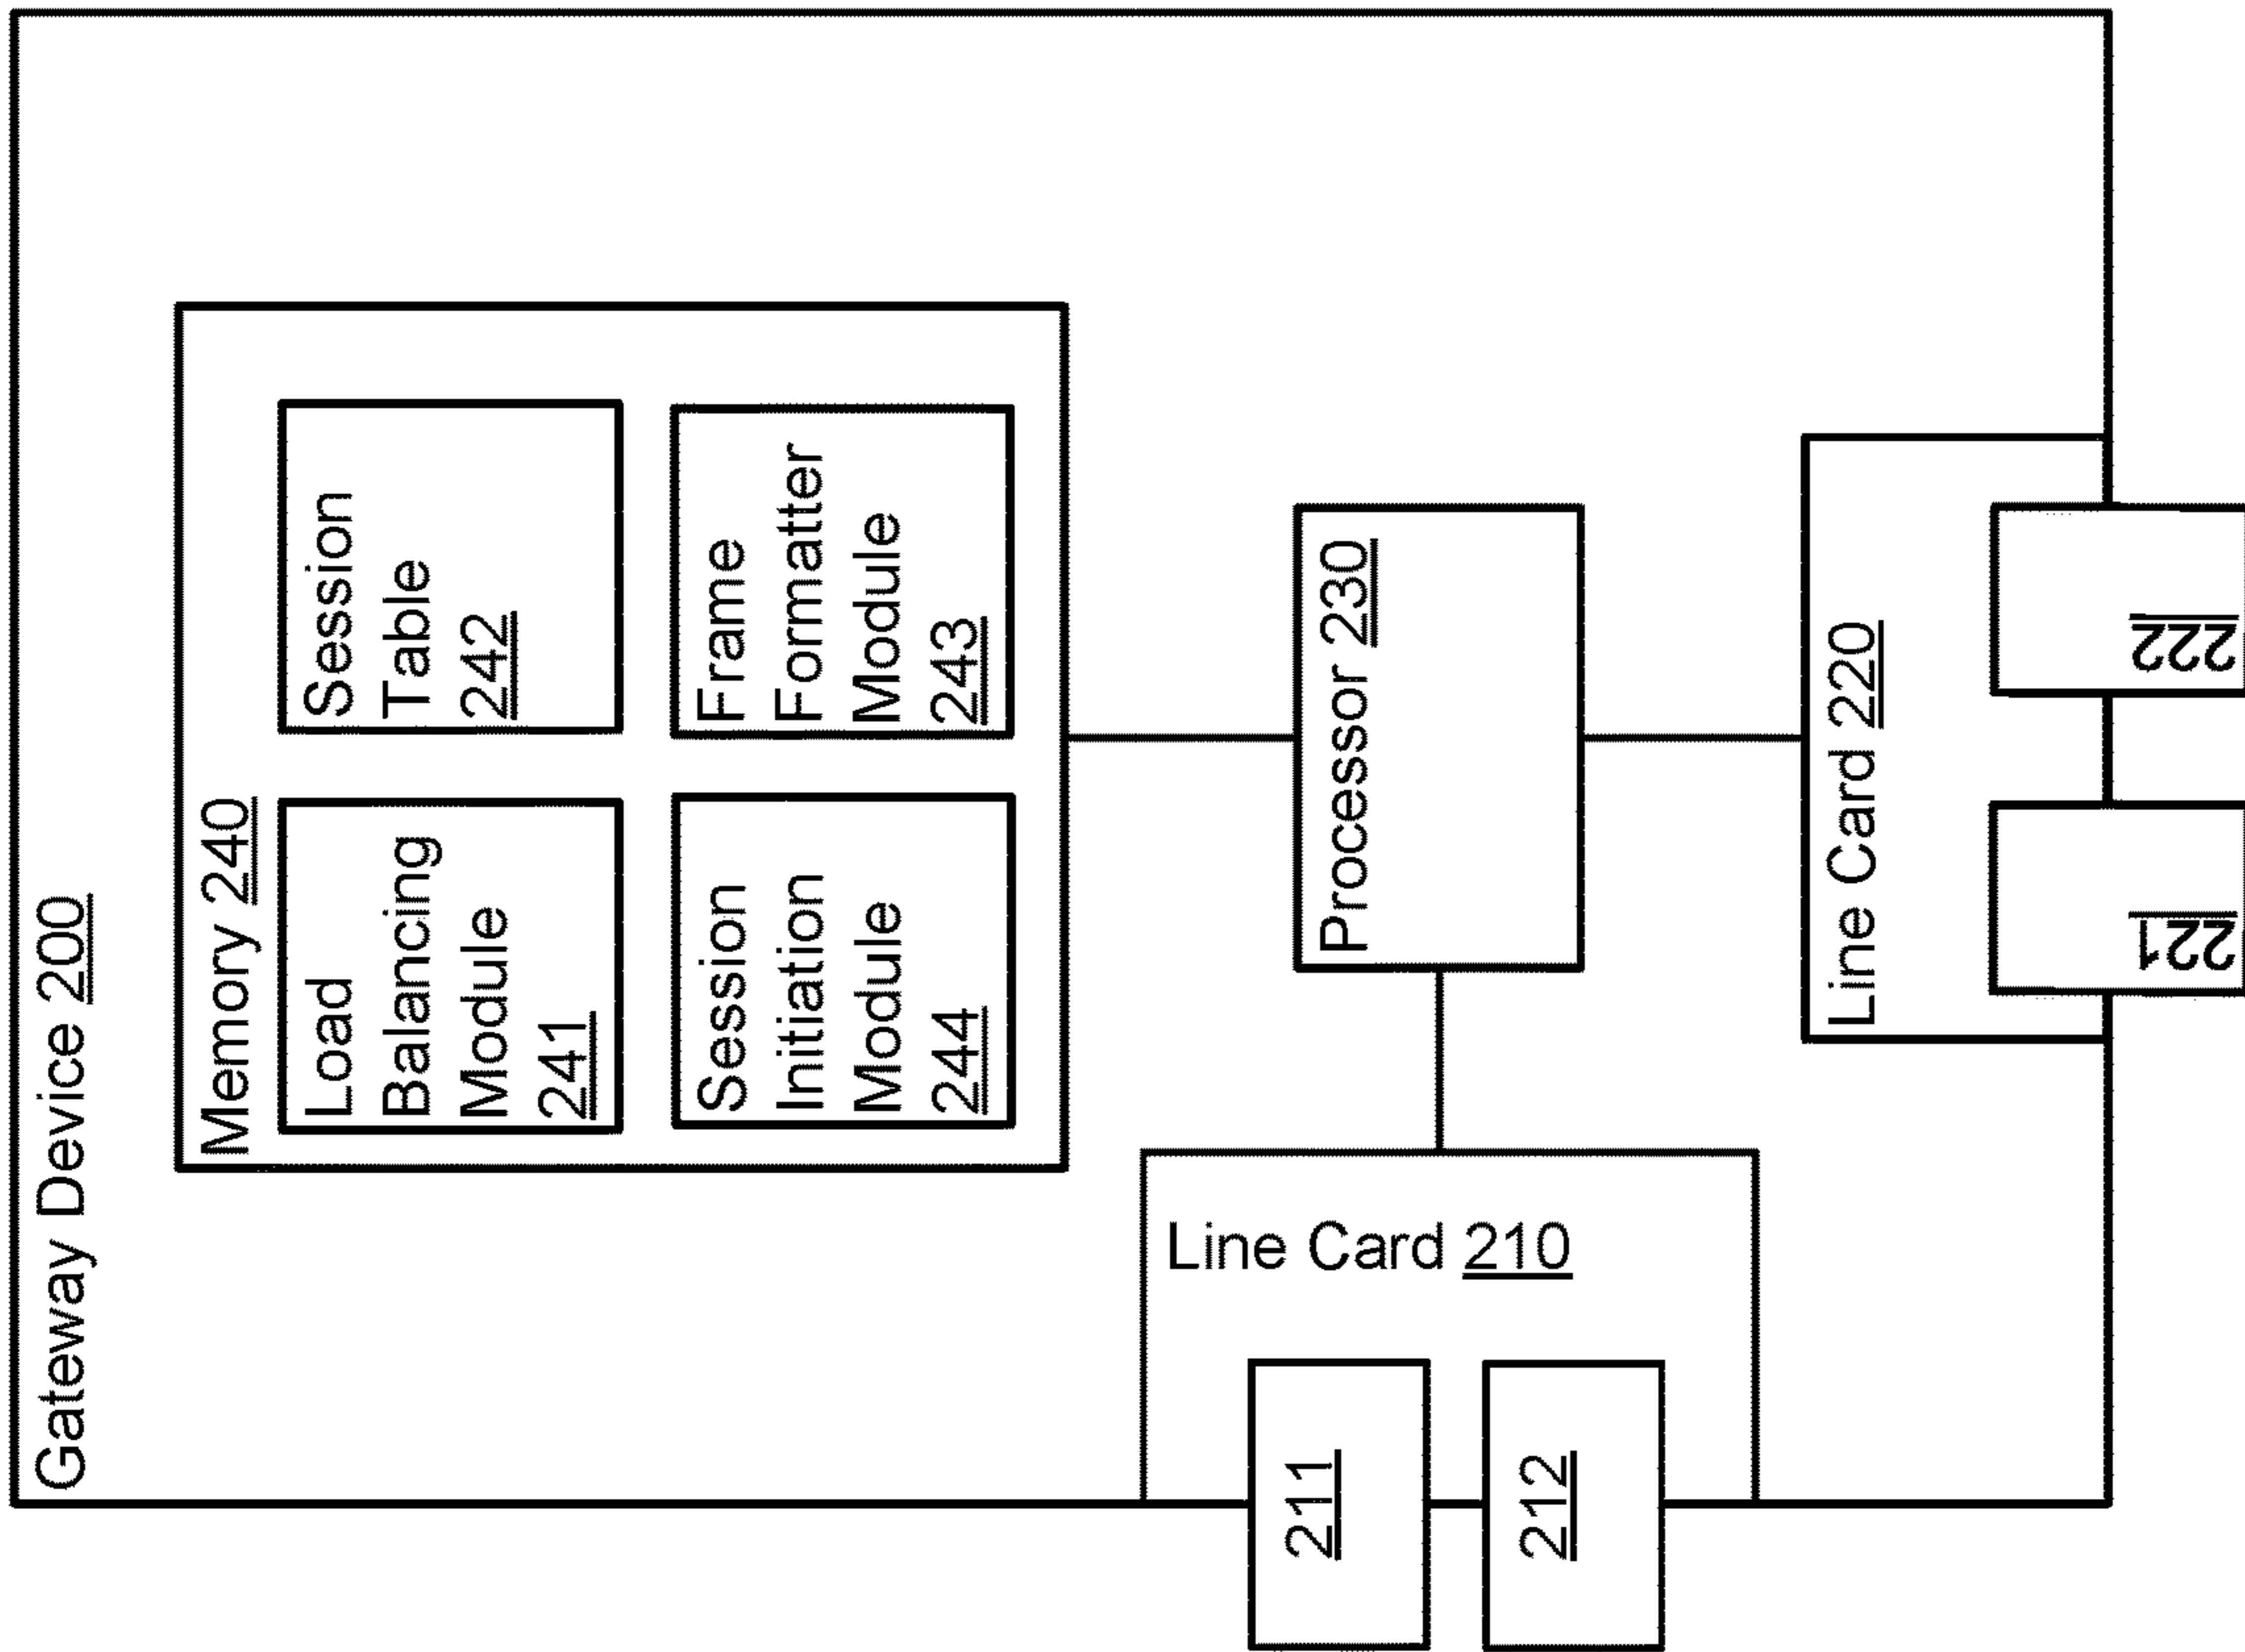 Gateway Device 200
Memory 240
Load
Balancing
Module
241
Session
Table
242
Session
Initiation
Module
244
Frame
Formatter
Module
243
Processor 230
Line Card 210
211
212
Line Card 220
221
222